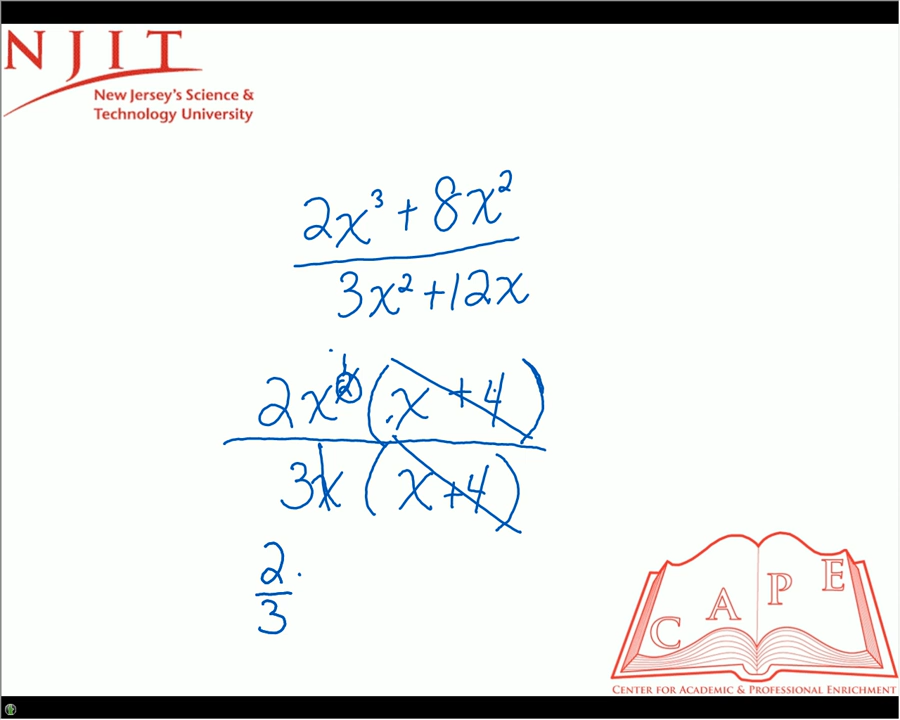 NJIT
New Jersey's Science &
Technology University
2x³ + 8x²
3x² + 12x
2x² (x + 4)
3x (x + 4)
2
3
CAPE
CENTER FOR ACADEMIC & PROFESSIONAL ENRICHMENT